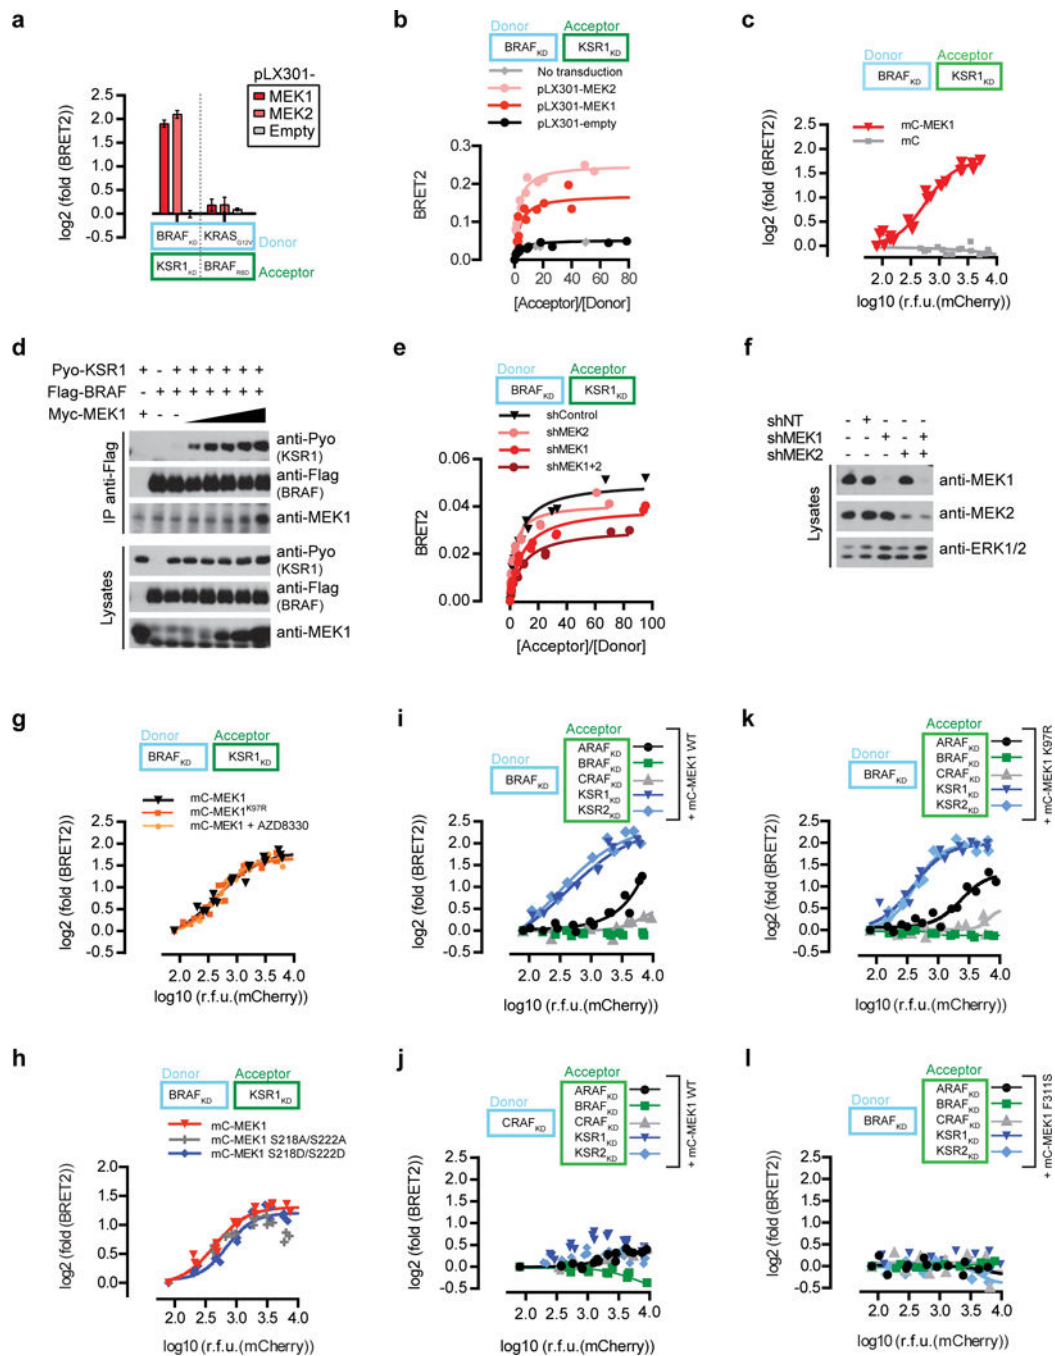 a
pLX301-
MEK1
MEK2
Empty
log2 (fold (BRET2))
2.5
2.0
1.5
1.0
0.5
0.0
-0.5
BRAFKD KRASG12V Donor
KSR1KD BRAFRBD Acceptor
b
Donor Acceptor
BRAFKD KSR1KD
No transduction
pLX301-MEK2
pLX301-MEK1
pLX301-empty
BRET2
0.3
0.2
0.1
0.0
0 20 40 60 80
[Acceptor]/[Donor]
c
Donor Acceptor
BRAFKD KSR1KD
mC-MEK1
mC
log2 (fold (BRET2))
2.0
1.5
1.0
0.5
0.0
2.0 2.5 3.0 3.5 4.0
log10 (r.f.u.(mCherry))
d
Pyo-KSR1 + - + + + + + +
Flag-BRAF - + + + + + + +
Myc-MEK1 + - -
IP anti-Flag
anti-Pyo
(KSR1)
anti-Flag
(BRAF)
anti-MEK1
Lysates
anti-Pyo
(KSR1)
anti-Flag
(BRAF)
anti-MEK1
e
Donor Acceptor
BRAFKD KSR1KD
shControl
shMEK2
shMEK1
shMEK1+2
BRET2
0.06
0.04
0.02
0.00
0 20 40 60 80 100
[Acceptor]/[Donor]
f
shNT - + - - -
shMEK1 - - + - +
shMEK2 - - - + +
Lysates
anti-MEK1
anti-MEK2
anti-ERK1/2
g
Donor Acceptor
BRAFKD KSR1KD
mC-MEK1
mC-MEK1K97R
mC-MEK1 + AZD8330
log2 (fold (BRET2))
2.5
2.0
1.5
1.0
0.5
0.0
-0.5
2.0 2.5 3.0 3.5 4.0
log10 (r.f.u.(mCherry))
i
Donor
BRAFKD
Acceptor
ARAFKD
BRAFKD
CRAFKD
KSR1KD
KSR2KD
+ mC-MEK1 WT
log2 (fold (BRET2))
2.5
2.0
1.5
1.0
0.5
0.0
-0.5
2.0 2.5 3.0 3.5 4.0
log10 (r.f.u.(mCherry))
k
Donor
BRAFKD
Acceptor
ARAFKD
BRAFKD
CRAFKD
KSR1KD
KSR2KD
+ mC-MEK1 K97R
log2 (fold (BRET2))
2.5
2.0
1.5
1.0
0.5
0.0
-0.5
2.0 2.5 3.0 3.5 4.0
log10 (r.f.u.(mCherry))
h
Donor Acceptor
BRAFKD KSR1KD
mC-MEK1
mC-MEK1 S218A/S222A
mC-MEK1 S218D/S222D
log2 (fold (BRET2))
2.0
1.5
1.0
0.5
0.0
2.0 2.5 3.0 3.5 4.0
log10 (r.f.u.(mCherry))
j
Donor
CRAFKD
Acceptor
ARAFKD
BRAFKD
CRAFKD
KSR1KD
KSR2KD
+ mC-MEK1 WT
log2 (fold (BRET2))
2.0
1.5
1.0
0.5
0.0
-0.5
2.0 2.5 3.0 3.5 4.0
log10 (r.f.u.(mCherry))
l
Donor
BRAFKD
Acceptor
ARAFKD
BRAFKD
CRAFKD
KSR1KD
KSR2KD
+ mC-MEK1 F311S
log2 (fold (BRET2))
2.5
2.0
1.5
1.0
0.5
0.0
-0.5
2.0 2.5 3.0 3.5 4.0
log10 (r.f.u.(mCherry))